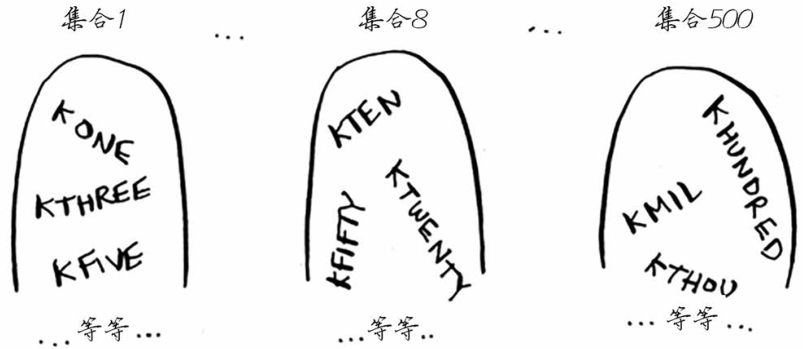 集合1 ... 集合8 ... 集合500
KONE
KTHREE
KFIVE
...等等...
KTEN
KFIFTY
KTWENTY
...等等..
KHUNDRED
KMIL
KTHOU
...等等...